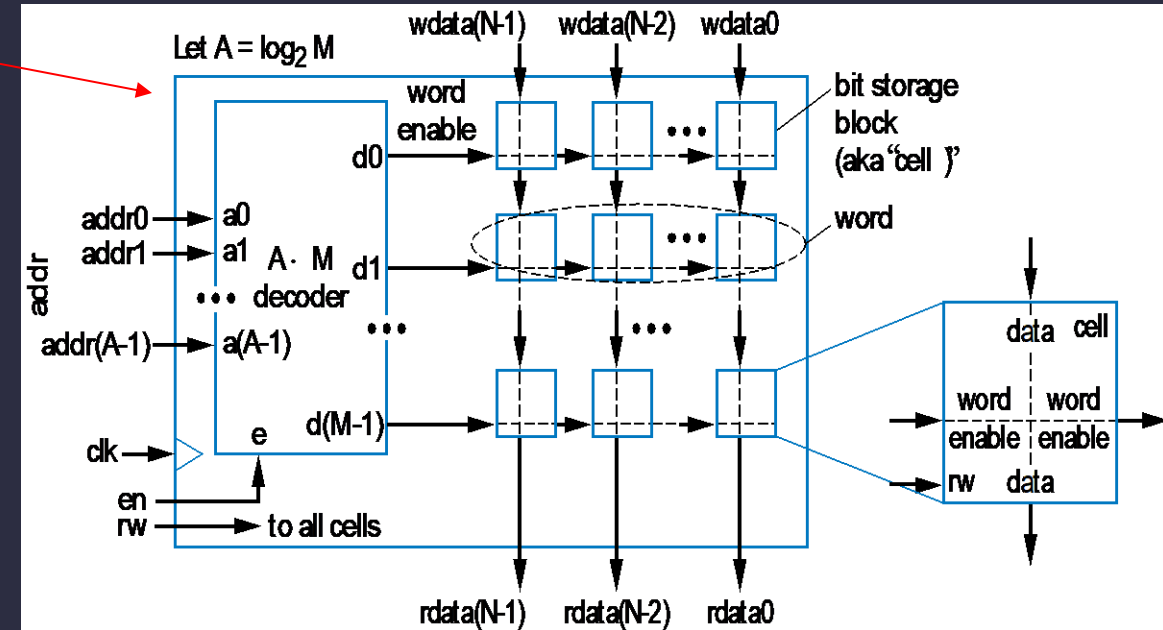 Let A = log2 M
wdata(N-1) wdata(N-2) wdata0
word
enable
bit storage
block
(aka “cell )”
d0
addr
addr0 a0
addr1 a1
A · M
decoder
d1
word
addr(A-1) a(A-1)
d(M-1)
e
clk
en
rw to all cells
data cell
word word
enable enable
rw data
rdata(N-1) rdata(N-2) rdata0